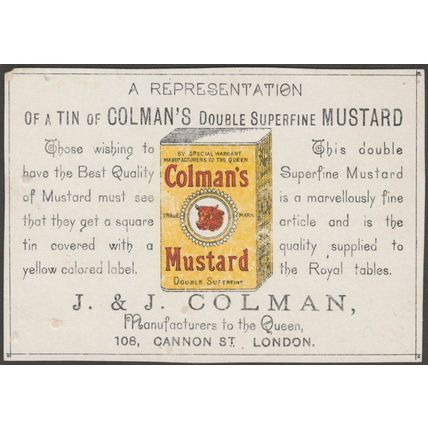 A REPRESENTATION
OF A TIN OF COLMAN'S DOUBLE SUPERFINE MUSTARD
Those wishing to
have the Best Quality
of Mustard must see
that they get a square
tin covered with a
yellow colored label.
BY SPECIAL WARRANT
MANUFACTURERS TO THE QUEEN
Colman's
TRADE MARK
Mustard
DOUBLE SUPERFINE
This double
Superfine Mustard
is a marvellously fine
article and is the
quality supplied to
the Royal tables.
J. & J. COLMAN,
Manufacturers to the Queen,
108, CANNON ST. LONDON.